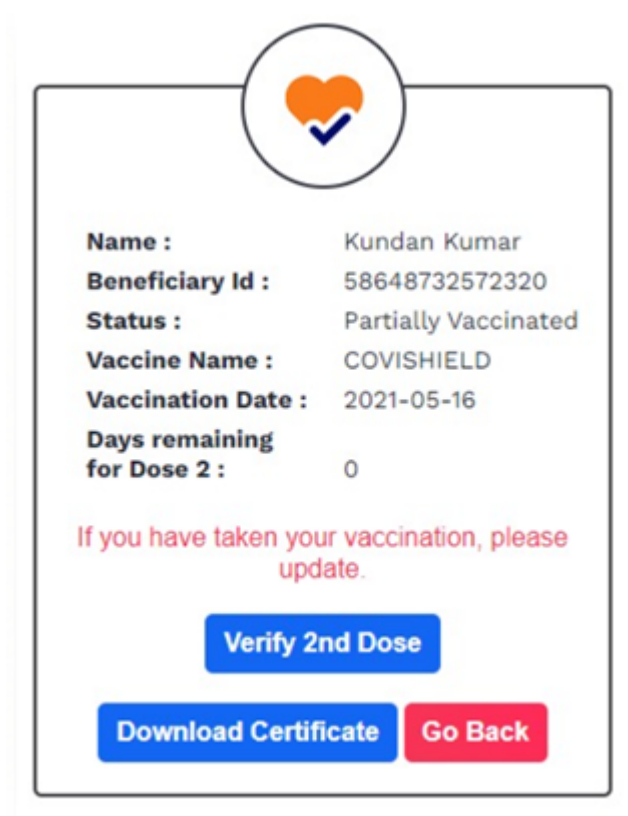 Name : Kundan Kumar
Beneficiary Id : 58648732572320
Status : Partially Vaccinated
Vaccine Name : COVISHIELD
Vaccination Date : 2021-05-16
Days remaining
for Dose 2 : 0
If you have taken your vaccination, please
update.
Verify 2nd Dose
Download Certificate Go Back